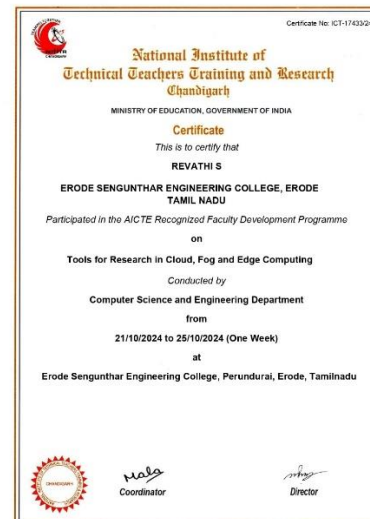 Certificate No: ICT-17433/24
National Institute of
Technical Teachers Training and Research
Chandigarh
MINISTRY OF EDUCATION, GOVERNMENT OF INDIA
Certificate
This is to certify that
REVATHI S
ERODE SENGUNTHAR ENGINEERING COLLEGE, ERODE
TAMIL NADU
Participated in the AICTE Recognized Faculty Development Programme
on
Tools for Research in Cloud, Fog and Edge Computing
Conducted by
Computer Science and Engineering Department
from
21/10/2024 to 25/10/2024 (One Week)
at
Erode Sengunthar Engineering College, Perundurai, Erode, Tamilnadu
Mala
Coordinator
Director
CHANDIGARH